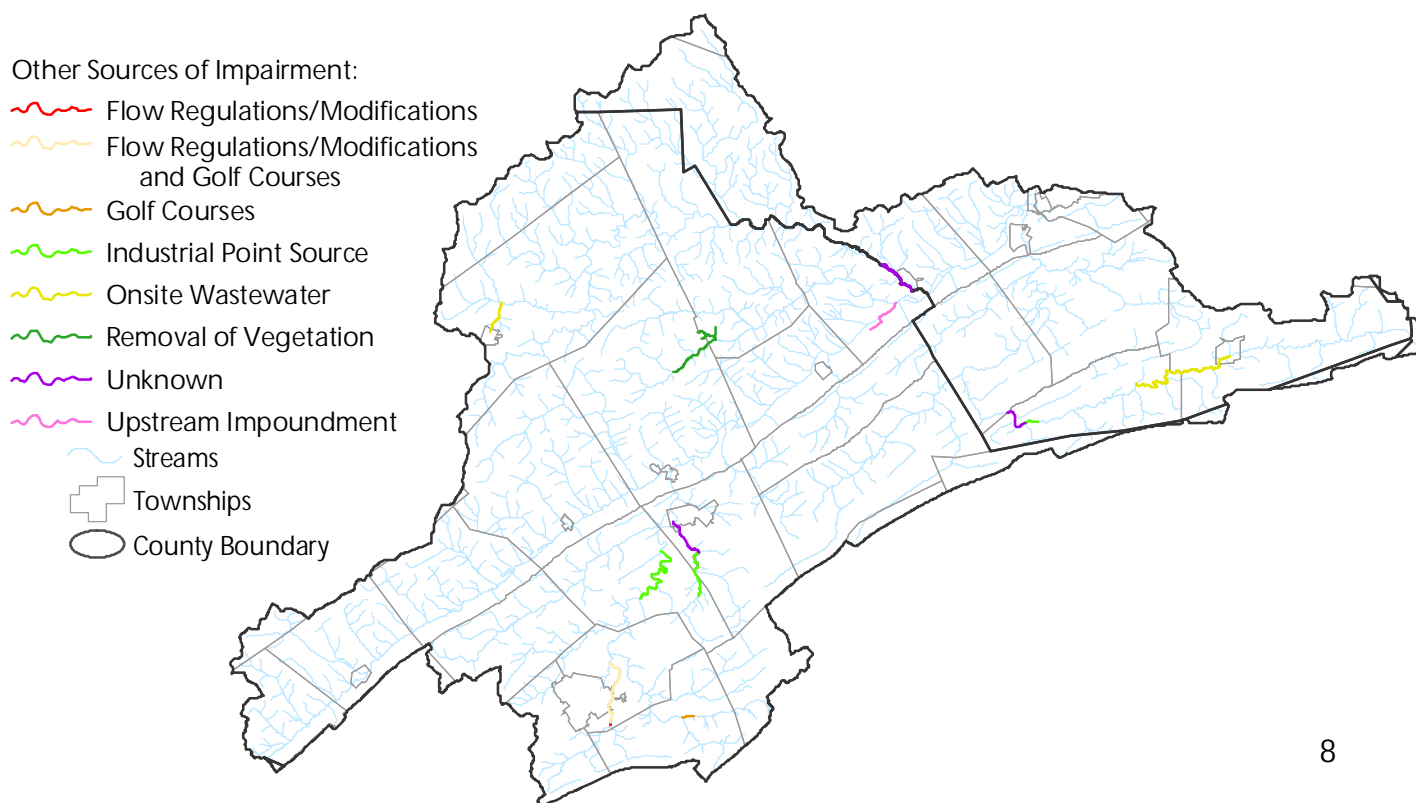 Other Sources of Impairment:
Flow Regulations/Modifications
Flow Regulations/Modifications
and Golf Courses
Golf Courses
Industrial Point Source
Onsite Wastewater
Removal of Vegetation
Unknown
Upstream Impoundment
Streams
Townships
County Boundary
8